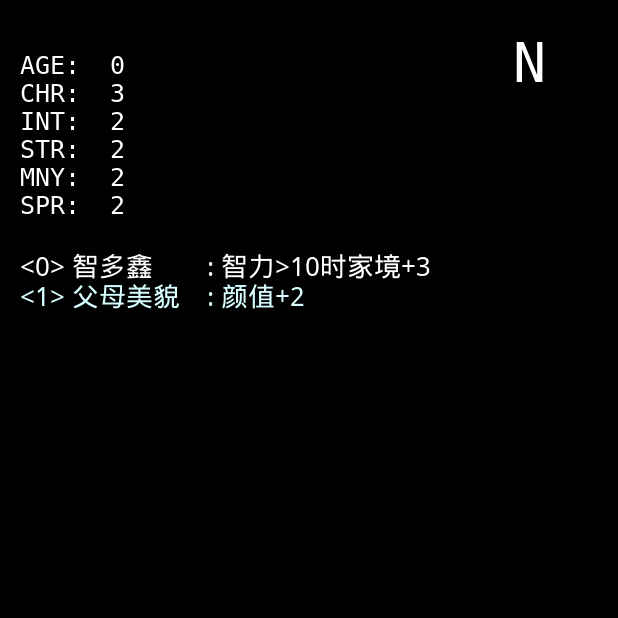 N
AGE: 0
CHR: 3
INT: 2
STR: 2
MNY: 2
SPR: 2
<0> 智多鑫 : 智力>10时家境+3
<1> 父母美貌 : 颜值+2